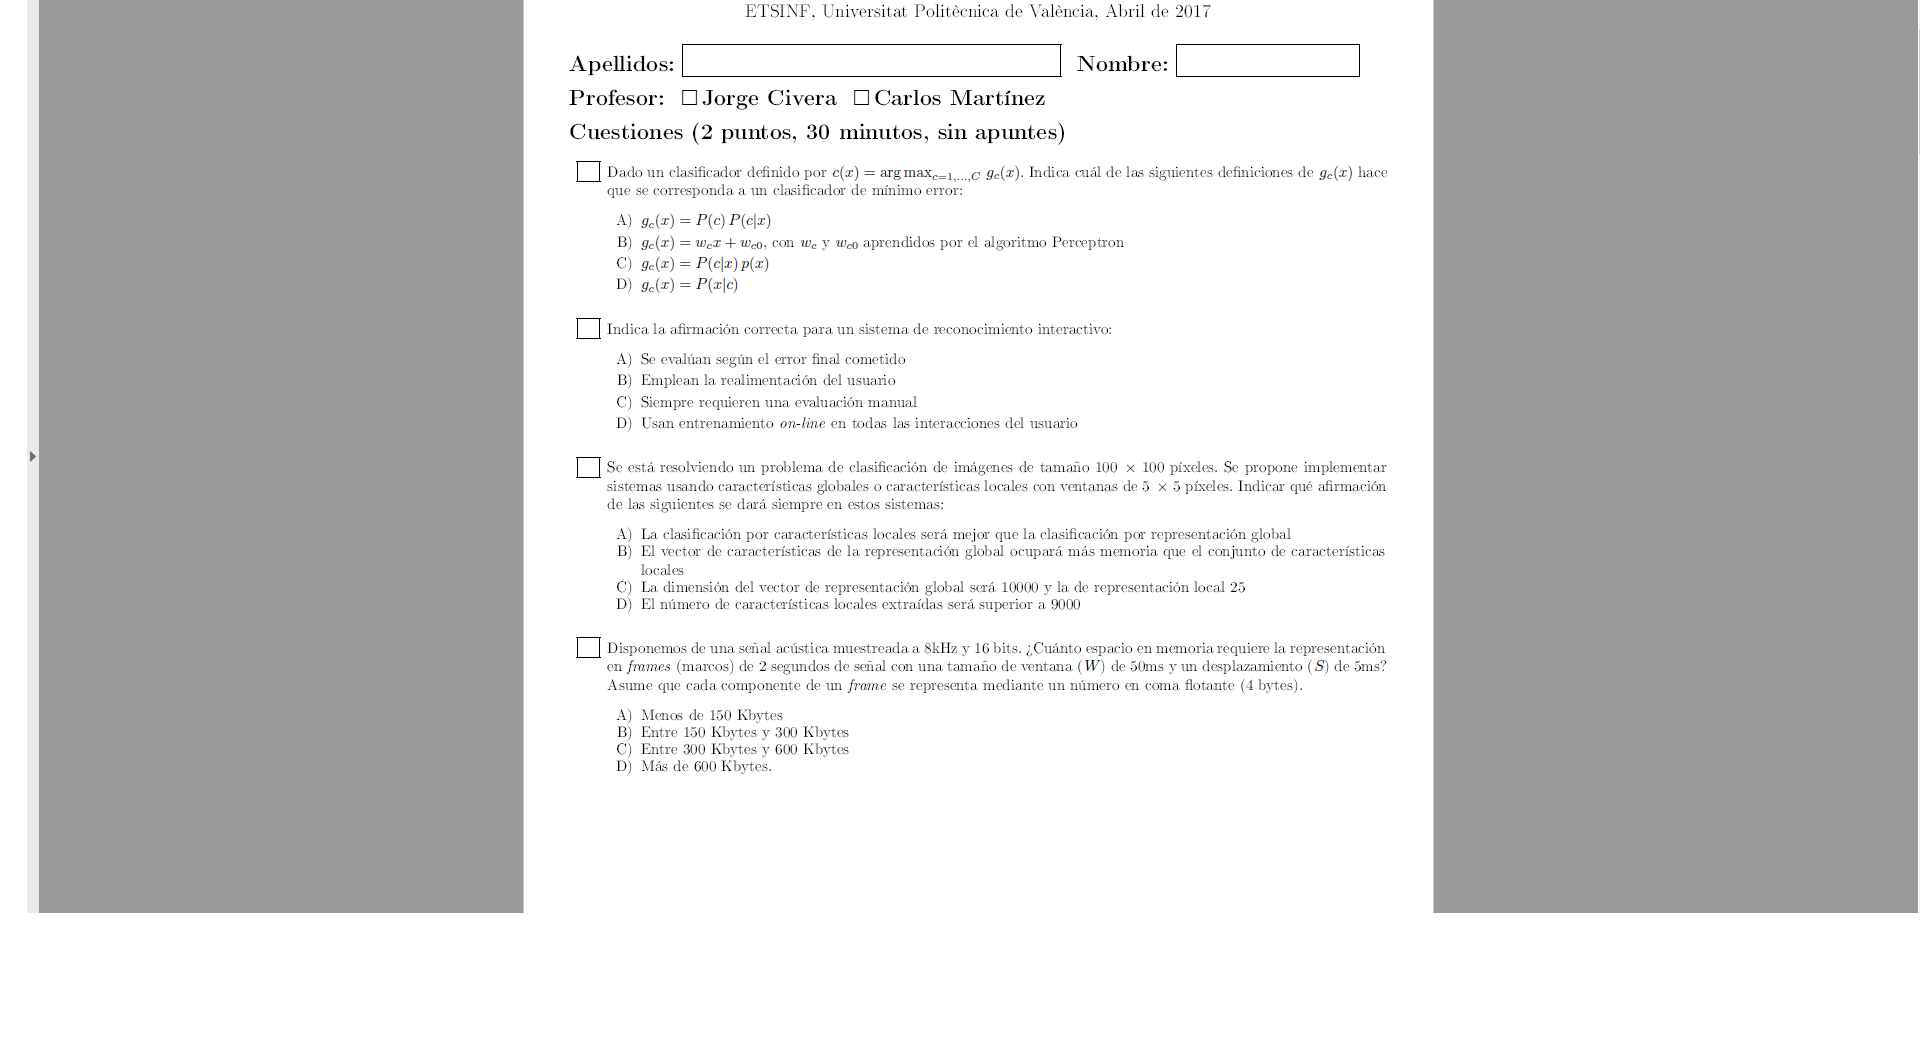 ETSINF, Universitat Politècnica de València, Abril de 2017
Apellidos: Nombre:
Profesor: □ Jorge Civera □ Carlos Martínez
Cuestiones (2 puntos, 30 minutos, sin apuntes)
Dado un clasificador definido por c(x) = arg max_{c=1,...,C} g_c(x). Indica cuál de las siguientes definiciones de g_c(x) hace
que se corresponda a un clasificador de mínimo error:
A) g_c(x) = P(c) P(c|x)
B) g_c(x) = w_c x + w_{c0}, con w_c y w_{c0} aprendidos por el algoritmo Perceptron
C) g_c(x) = P(c|x) p(x)
D) g_c(x) = P(x|c)
Indica la afirmación correcta para un sistema de reconocimiento interactivo:
A) Se evalúan según el error final cometido
B) Emplean la realimentación del usuario
C) Siempre requieren una evaluación manual
D) Usan entrenamiento on-line en todas las interacciones del usuario
Se está resolviendo un problema de clasificación de imágenes de tamaño 100 × 100 píxeles. Se propone implementar
sistemas usando características globales o características locales con ventanas de 5 × 5 píxeles. Indicar qué afirmación
de las siguientes se dará siempre en estos sistemas:
A) La clasificación por características locales será mejor que la clasificación por representación global
B) El vector de características de la representación global ocupará más memoria que el conjunto de características
locales
C) La dimensión del vector de representación global será 10000 y la de representación local 25
D) El número de características locales extraídas será superior a 9000
Disponemos de una señal acústica muestreada a 8kHz y 16 bits. ¿Cuánto espacio en memoria requiere la representación
en frames (marcos) de 2 segundos de señal con una tamaño de ventana (W) de 50ms y un desplazamiento (S) de 5ms?
Asume que cada componente de un frame se representa mediante un número en coma flotante (4 bytes).
A) Menos de 150 Kbytes
B) Entre 150 Kbytes y 300 Kbytes
C) Entre 300 Kbytes y 600 Kbytes
D) Más de 600 Kbytes.